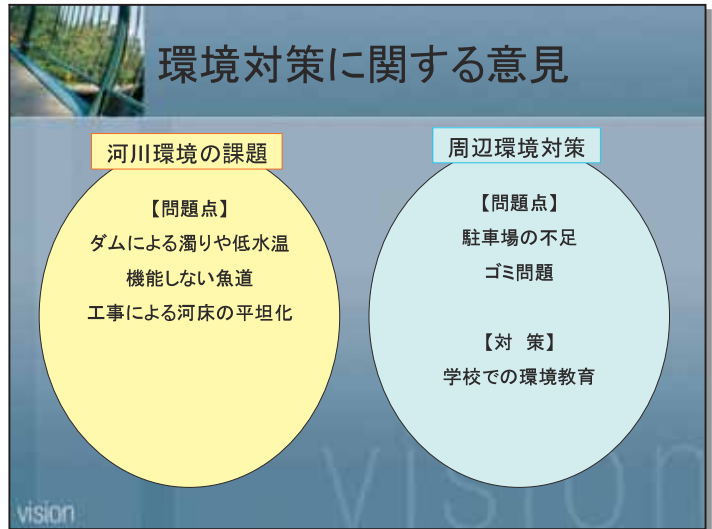 環境対策に関する意見
河川環境の課題
【問題点】
ダムによる濁りや低水温
機能しない魚道
工事による河床の平坦化
周辺環境対策
【問題点】
駐車場の不足
ゴミ問題
【対　策】
学校での環境教育
vision
vision